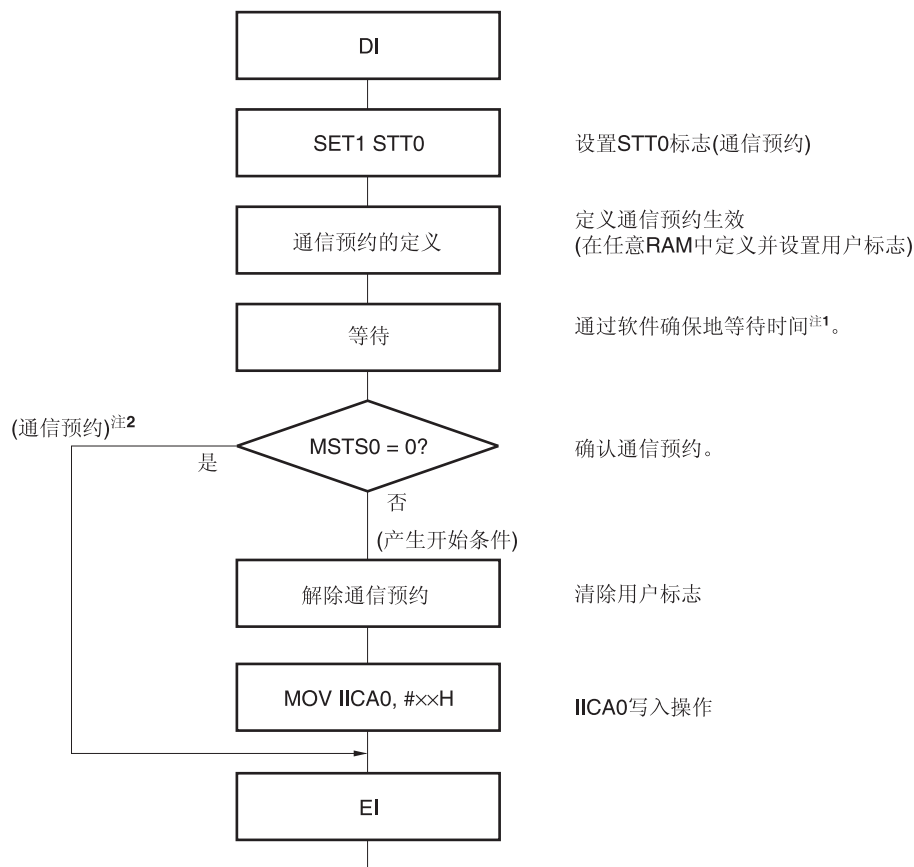 DI
SET1 STT0
设置STT0标志(通信预约)
通信预约的定义
定义通信预约生效
(在任意RAM中定义并设置用户标志)
等待
通过软件确保地等待时间注1。
(通信预约)注2
MSTS0 = 0?
确认通信预约。
是
否
(产生开始条件)
解除通信预约
清除用户标志
MOV IICA0, #××H
IICA0写入操作
EI